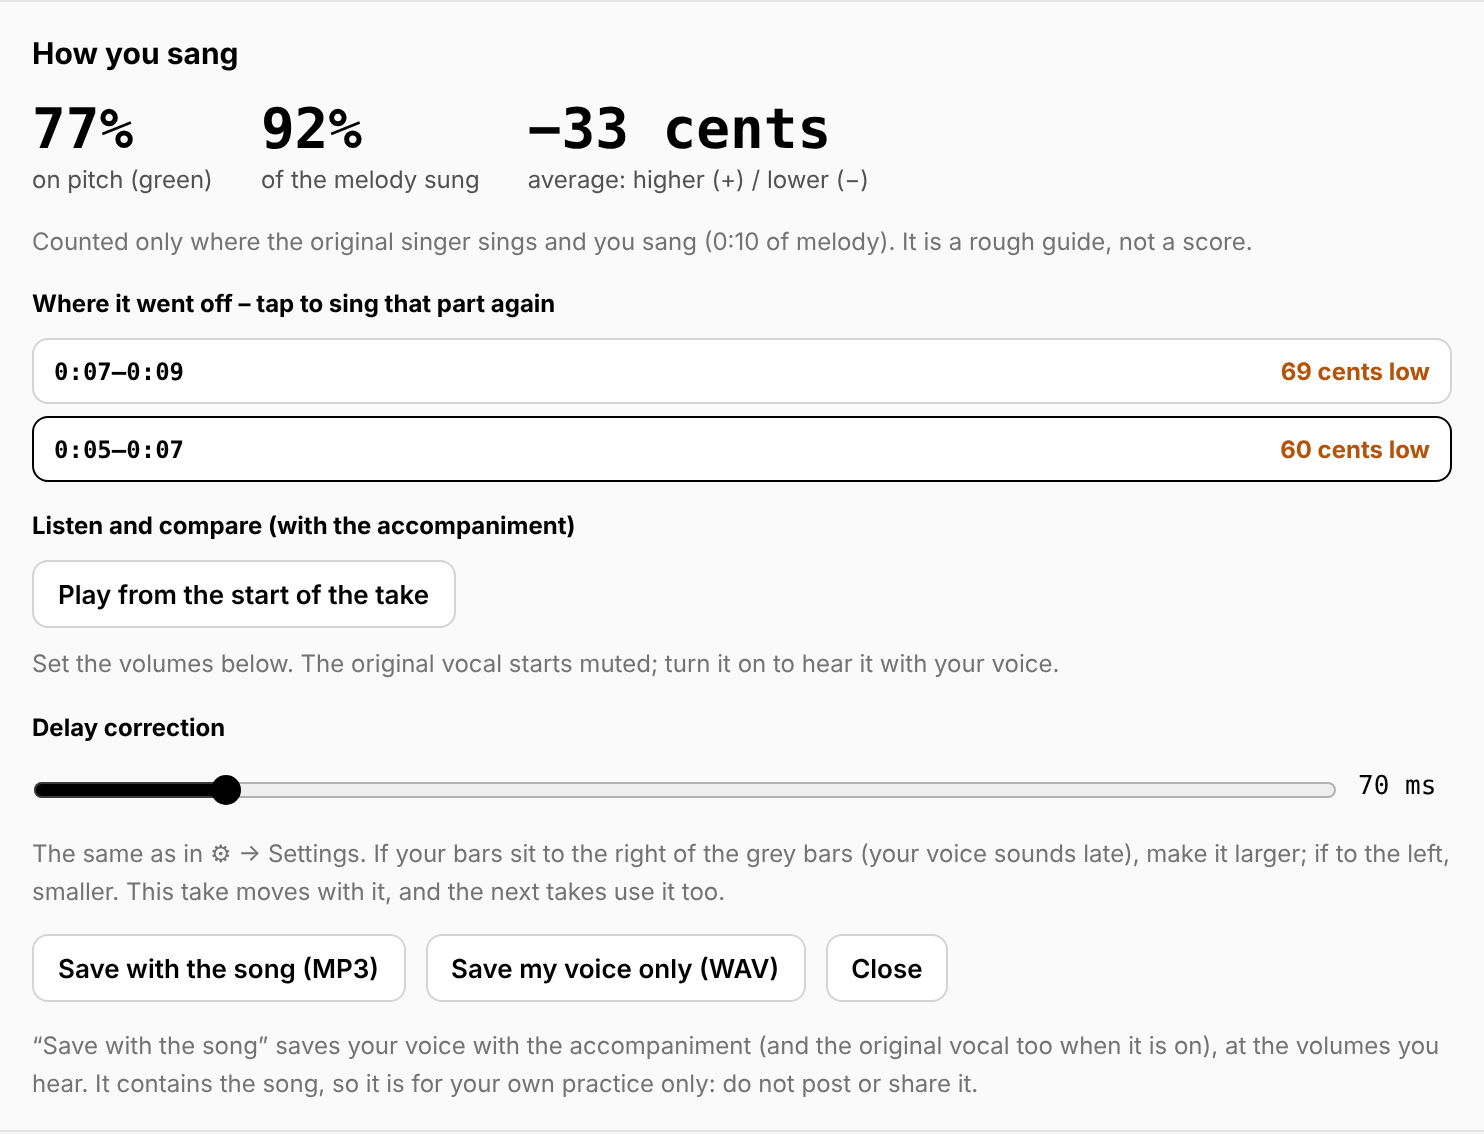 How you sang
77% 92% −33 cents
on pitch (green) of the melody sung average: higher (+) / lower (−)
Counted only where the original singer sings and you sang (0:10 of melody). It is a rough guide, not a score.
Where it went off – tap to sing that part again
0:07–0:09 69 cents low
0:05–0:07 60 cents low
Listen and compare (with the accompaniment)
Play from the start of the take
Set the volumes below. The original vocal starts muted; turn it on to hear it with your voice.
Delay correction
70 ms
The same as in ⚙ → Settings. If your bars sit to the right of the grey bars (your voice sounds late), make it larger; if to the left,
smaller. This take moves with it, and the next takes use it too.
Save with the song (MP3) Save my voice only (WAV) Close
“Save with the song” saves your voice with the accompaniment (and the original vocal too when it is on), at the volumes you
hear. It contains the song, so it is for your own practice only: do not post or share it.